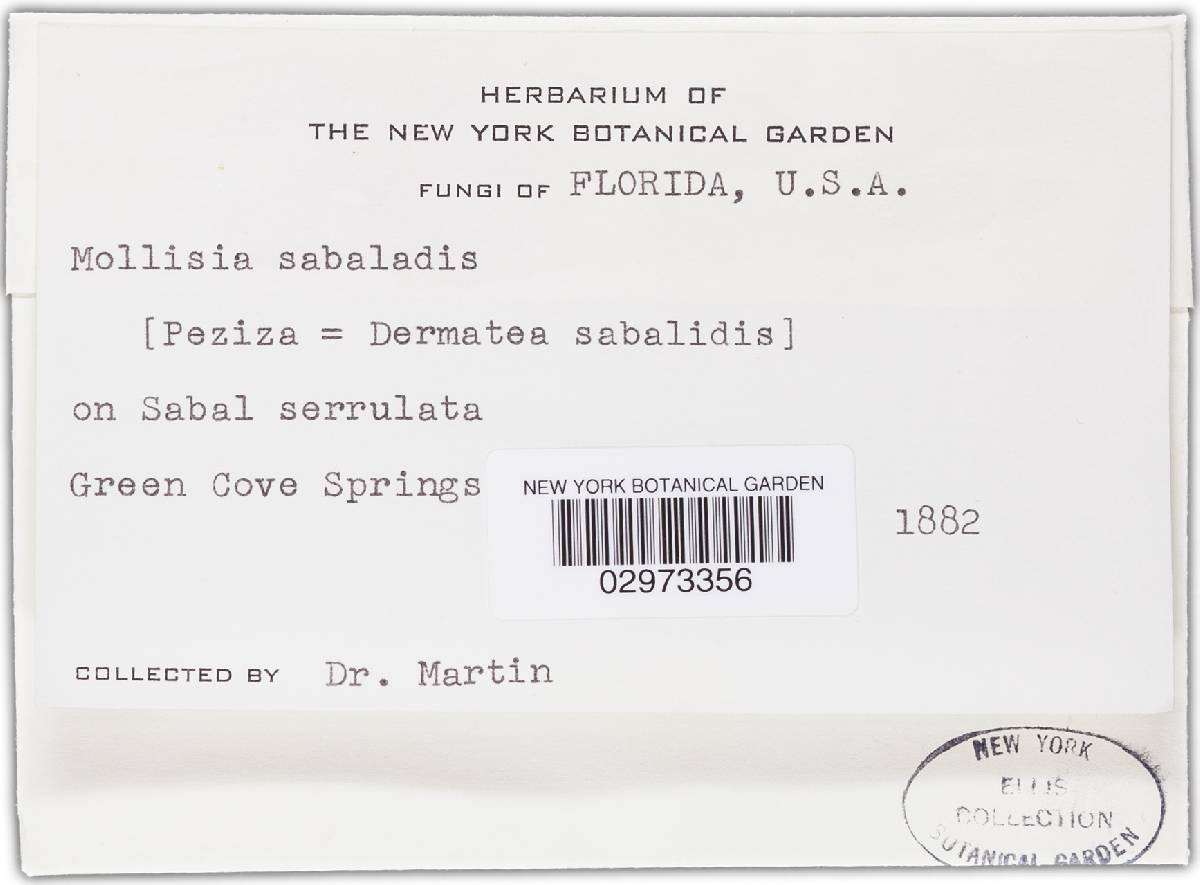 HERBARIUM OF
THE NEW YORK BOTANICAL GARDEN
FUNGI OF FLORIDA, U.S.A.
Mollisia sabaladis
[Peziza = Dermatea sabalidis]
on Sabal serrulata
Green Cove Springs
NEW YORK BOTANICAL GARDEN
02973356
1882
COLLECTED BY Dr. Martin
NEW YORK
ELLIS
COLLECTION
BOTANICAL GARDEN